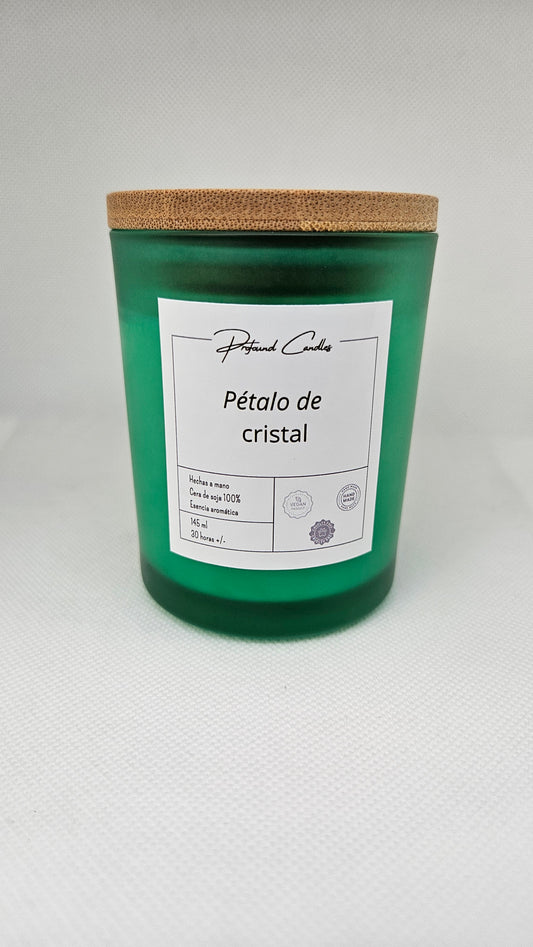 Profound Candles
Pétalo de
cristal
Hechas a mano
Cera de soja 100%
Esencia aromática
145 ml
30 horas +/-
VEGAN
HAND
MADE